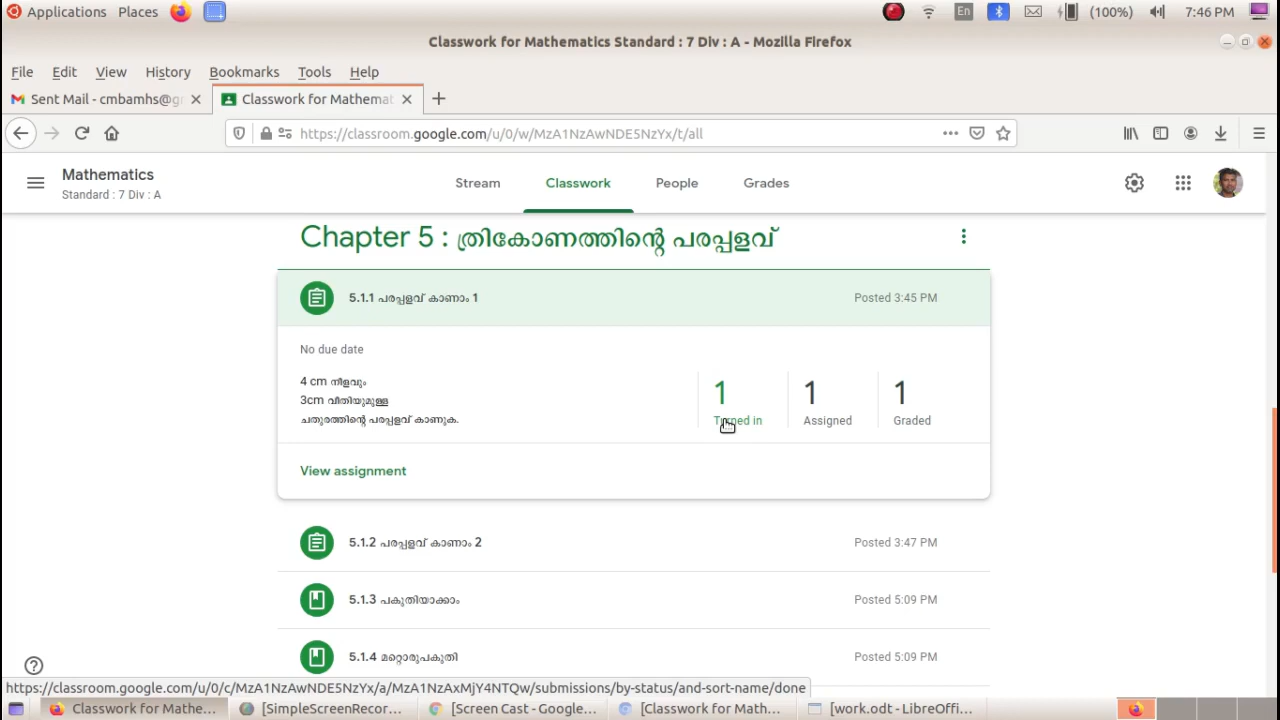 Applications Places En (100%) 7:46 PM
Classwork for Mathematics Standard : 7 Div : A - Mozilla Firefox
File Edit View History Bookmarks Tools Help
Sent Mail - cmbamhs@gr Classwork for Mathemat
https://classroom.google.com/u/0/w/MzA1NzAwNDE5NzYx/t/all
Mathematics
Standard : 7 Div : A
Stream Classwork People Grades
Chapter 5 : ത്രികോണത്തിന്റെ പരപ്പളവ്
5.1.1 പരപ്പളവ് കാണാം 1 Posted 3:45 PM
No due date
4 cm നീളവും
3cm വീതിയുമുള്ള
ചതുരത്തിന്റെ പരപ്പളവ് കാണുക.
1 1 1
Turned in Assigned Graded
View assignment
5.1.2 പരപ്പളവ് കാണാം 2 Posted 3:47 PM
5.1.3 പകുതിയാക്കാം Posted 5:09 PM
5.1.4 മറ്റൊരുപകുതി Posted 5:09 PM
https://classroom.google.com/u/0/c/MzA1NzAwNDE5NzYx/a/MzA1NzAxMjY4NTQw/submissions/by-status/and-sort-name/done
Classwork for Mathe... [SimpleScreenRecor... [Screen Cast - Google... [Classwork for Math... [work.odt - LibreOffi...